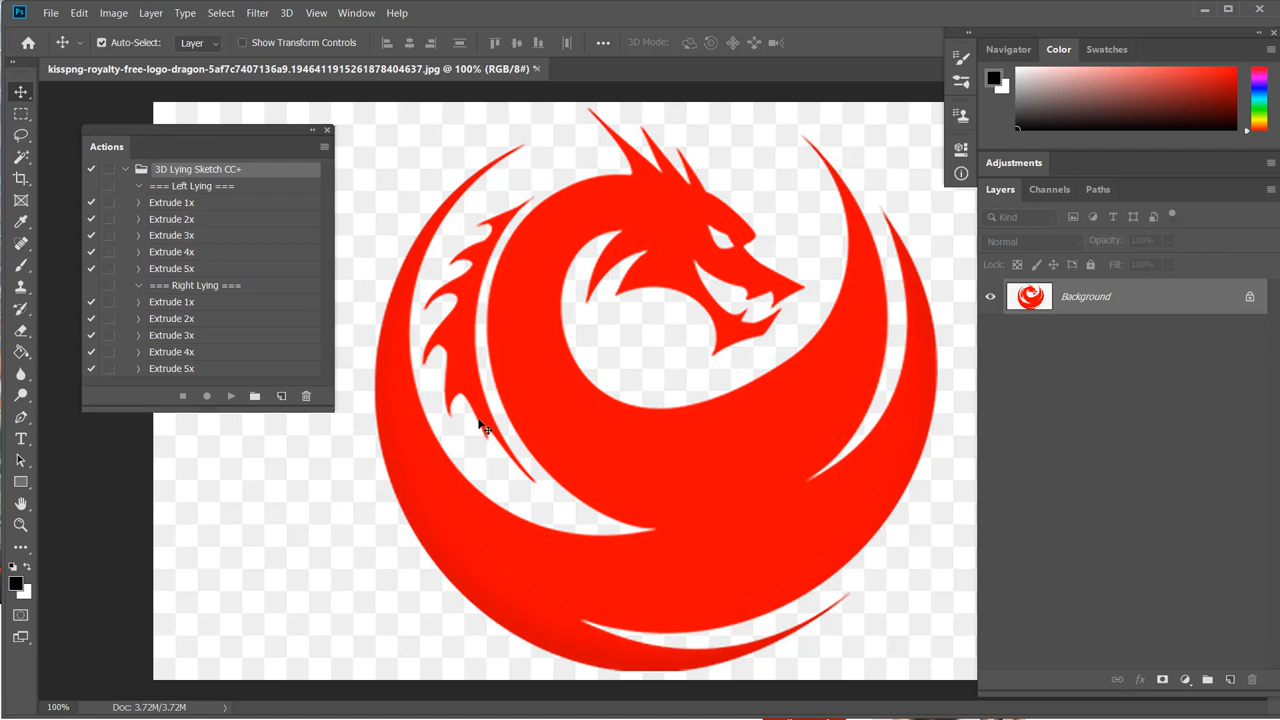 Ps File Edit Image Layer Type Select Filter 3D View Window Help
Auto-Select: Layer Show Transform Controls 3D Mode:
kisspng-royalty-free-logo-dragon-5af7c7407136a9.1946411915261878404637.jpg @ 100% (RGB/8#)
Navigator Color Swatches
Actions
3D Lying Sketch CC+
=== Left Lying ===
Extrude 1x
Extrude 2x
Extrude 3x
Extrude 4x
Extrude 5x
=== Right Lying ===
Extrude 1x
Extrude 2x
Extrude 3x
Extrude 4x
Extrude 5x
Adjustments
Layers Channels Paths
Kind
Normal Opacity: 100%
Lock: Fill: 100%
Background
fx
100% Doc: 3.72M/3.72M